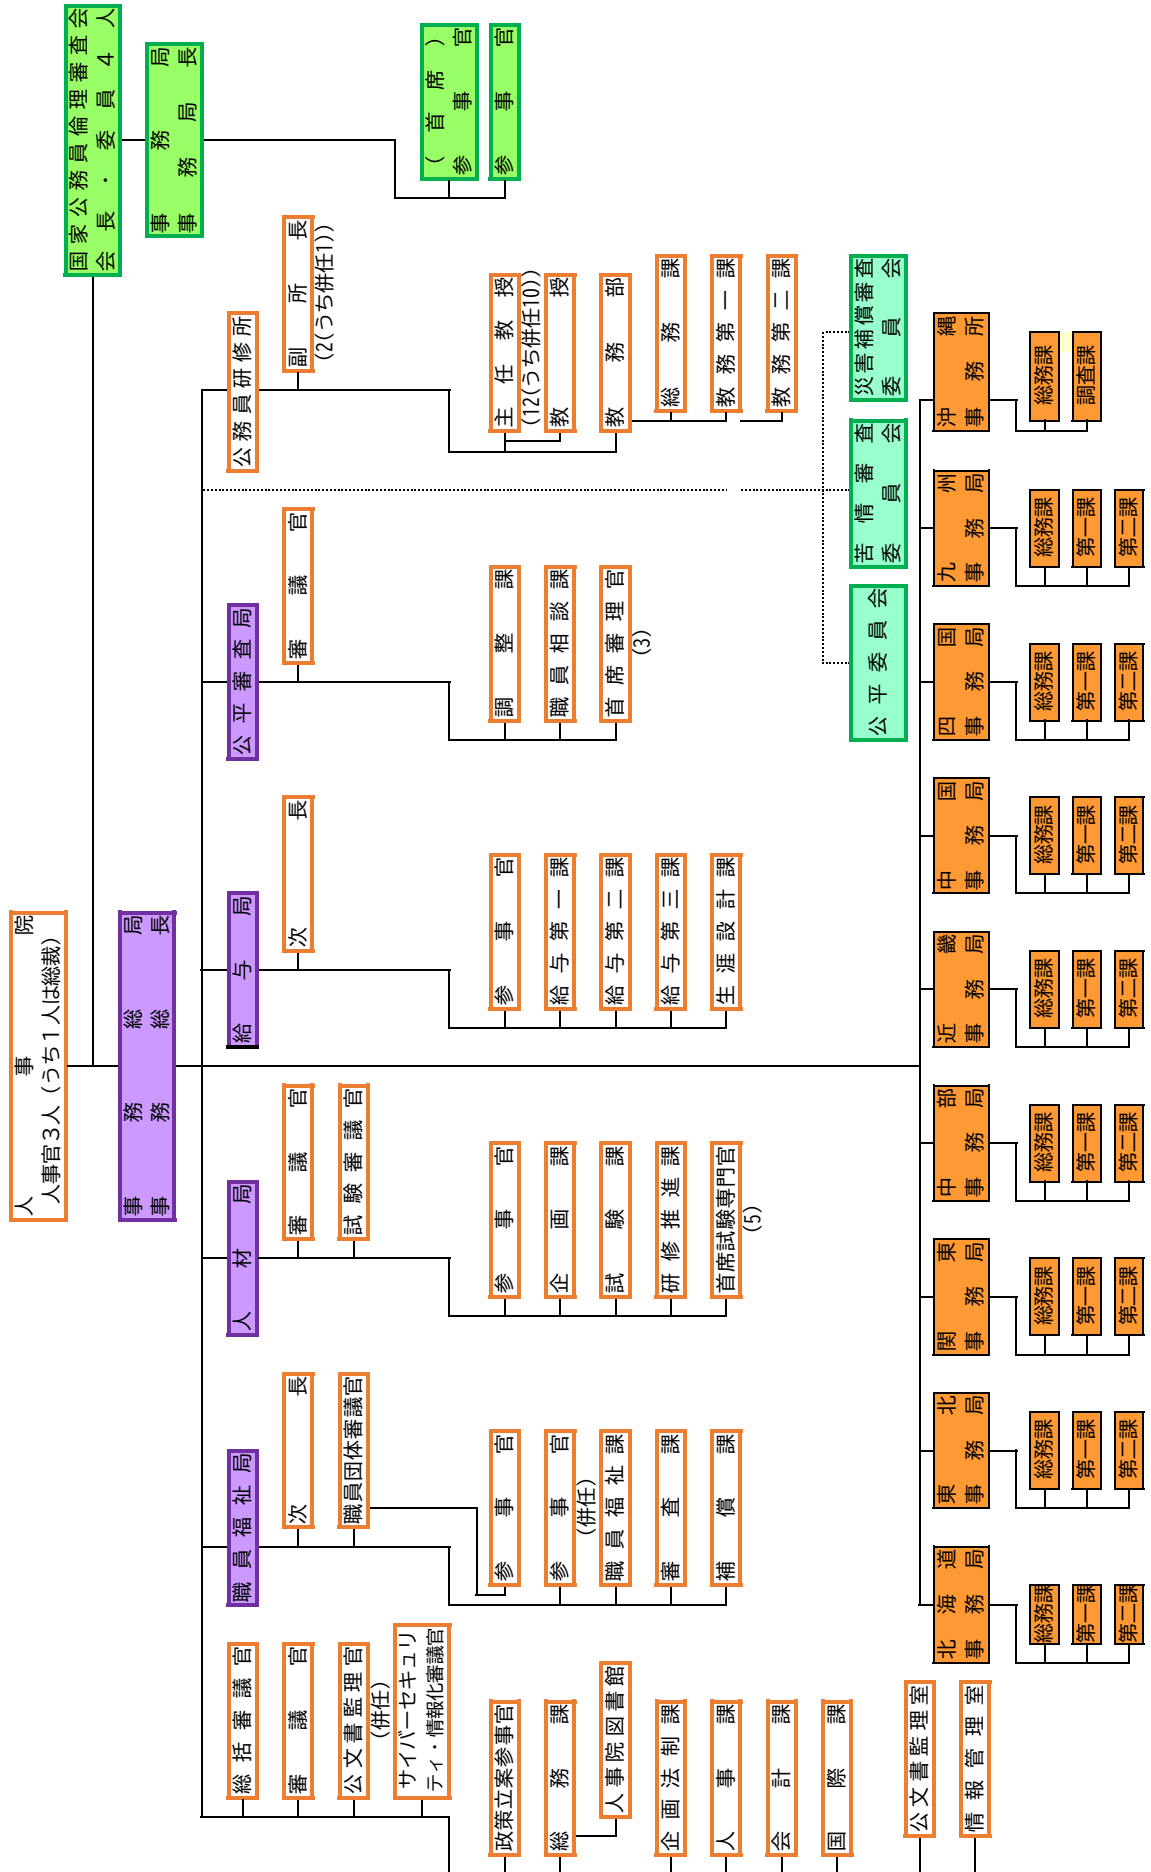 人事院
人事官３人（うち１人は総裁）
国家公務員倫理審査会
会長・委員４人
事務局
事務局長
（首席）
参事官
参事官
事務総局
事務総長
総括審議官
審議官
公文書監理官
(併任)
サイバーセキュリ
ティ・情報化審議官
政策立案参事官
総務課
人事院図書館
企画法制課
人事課
会計課
国際課
公文書監理室
情報管理室
職員福祉局
次長
職員団体審議官
参事官
参事官
(併任)
職員福祉課
審査課
補償課
人材局
審議官
試験審議官
参事官
企画課
試験課
研修推進課
首席試験専門官
(5)
給与局
次長
参事官
給与第一課
給与第二課
給与第三課
生涯設計課
公平審査局
審議官
調整課
職員相談課
首席審理官
(3)
公務員研修所
副所長
(2(うち併任1))
主任教授
(12(うち併任10))
教授
教務部
総務課
教務第一課
教務第二課
公平委員会
苦情審査
委員会
災害補償審査
委員会
北海道
事務局
総務課
第一課
第二課
東北
事務局
総務課
第一課
第二課
関東
事務局
総務課
第一課
第二課
中部
事務局
総務課
第一課
第二課
近畿
事務局
総務課
第一課
第二課
中国
事務局
総務課
第一課
第二課
四国
事務局
総務課
第一課
第二課
九州
事務局
総務課
第一課
第二課
沖縄
事務所
総務課
調査課